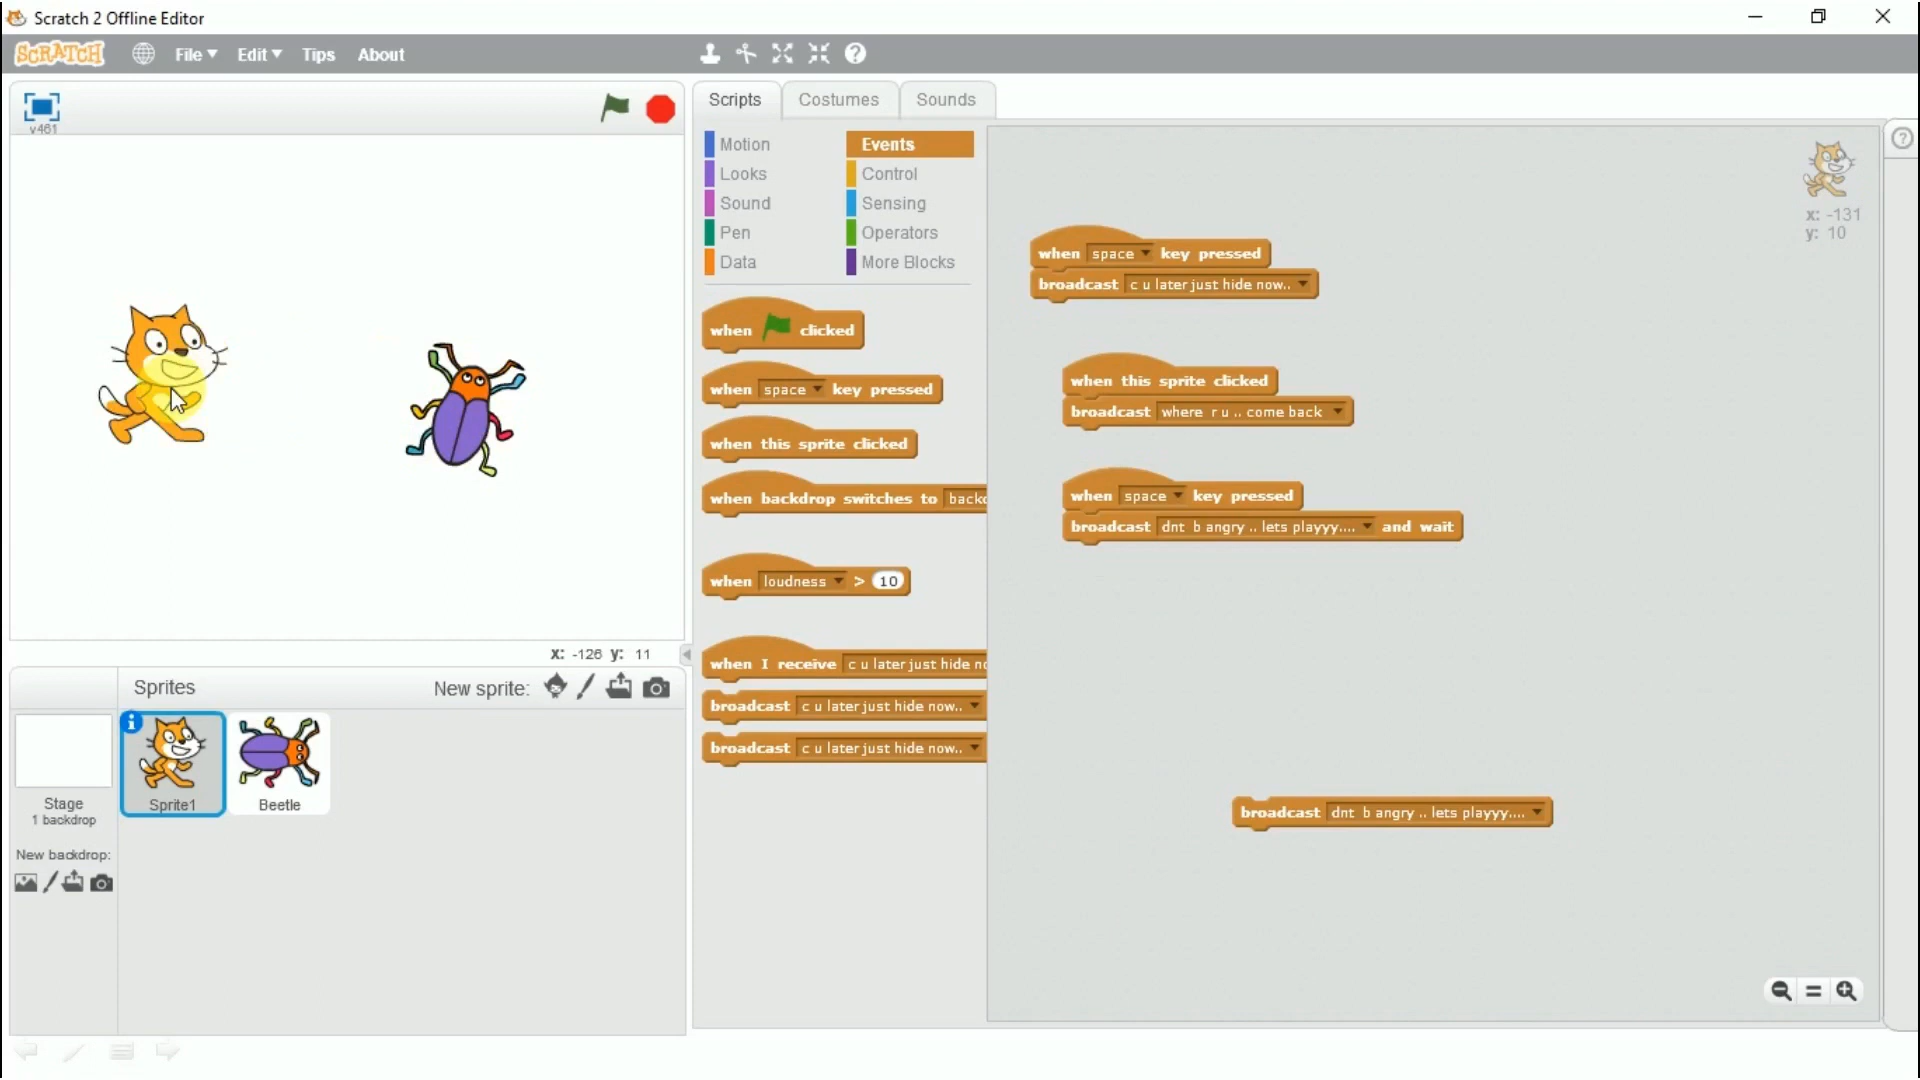 Scratch 2 Offline Editor
SCRATCH
File
Edit
Tips
About
v461
Scripts
Costumes
Sounds
Motion
Looks
Sound
Pen
Data
Events
Control
Sensing
Operators
More Blocks
when clicked
when space key pressed
when this sprite clicked
when backdrop switches to
when loudness > 10
when I receive c u later just hide
broadcast c u later just hide now..
broadcast c u later just hide now..
when space key pressed
broadcast c u later just hide now..
when this sprite clicked
broadcast where r u .. come back
when space key pressed
broadcast dnt b angry .. lets playyy.... and wait
broadcast dnt b angry .. lets playyy....
x: -131
y: 10
x: -126 y: 11
Sprites
New sprite:
Stage
1 backdrop
New backdrop:
Sprite1
Beetle